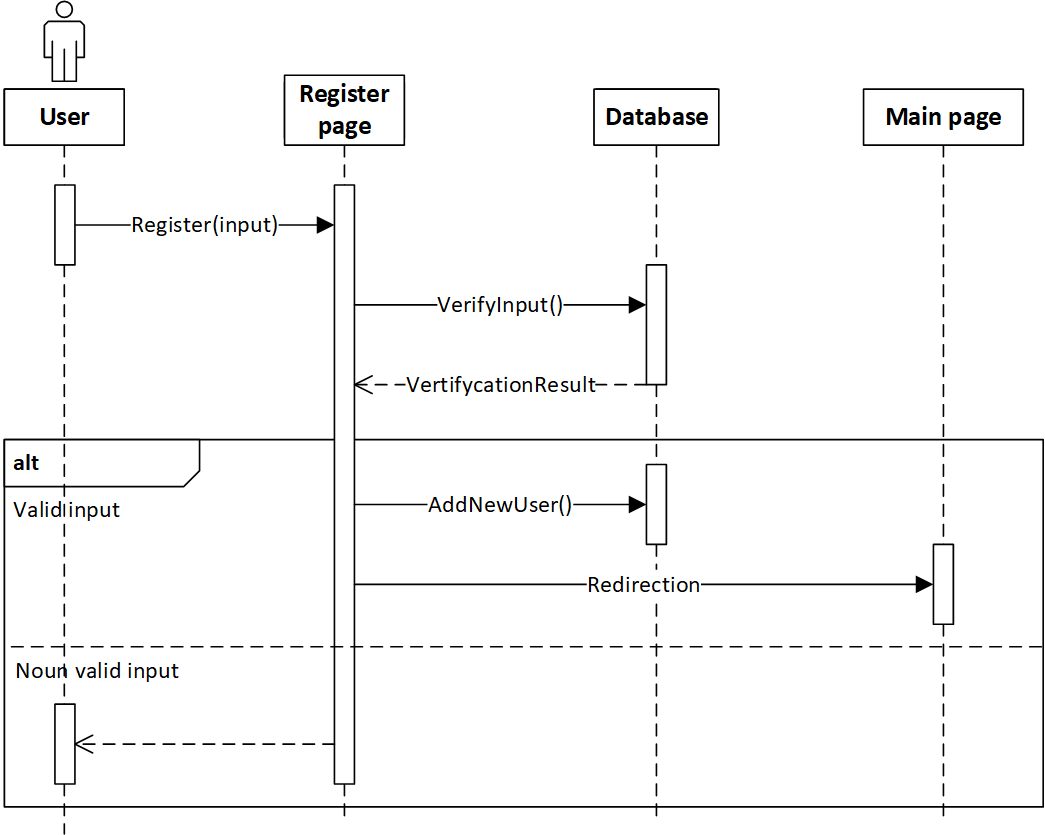 User
Register
page
Database
Main page
Register(input)
VerifyInput()
VertifycationResult
alt
Valid input
AddNewUser()
Redirection
Noun valid input